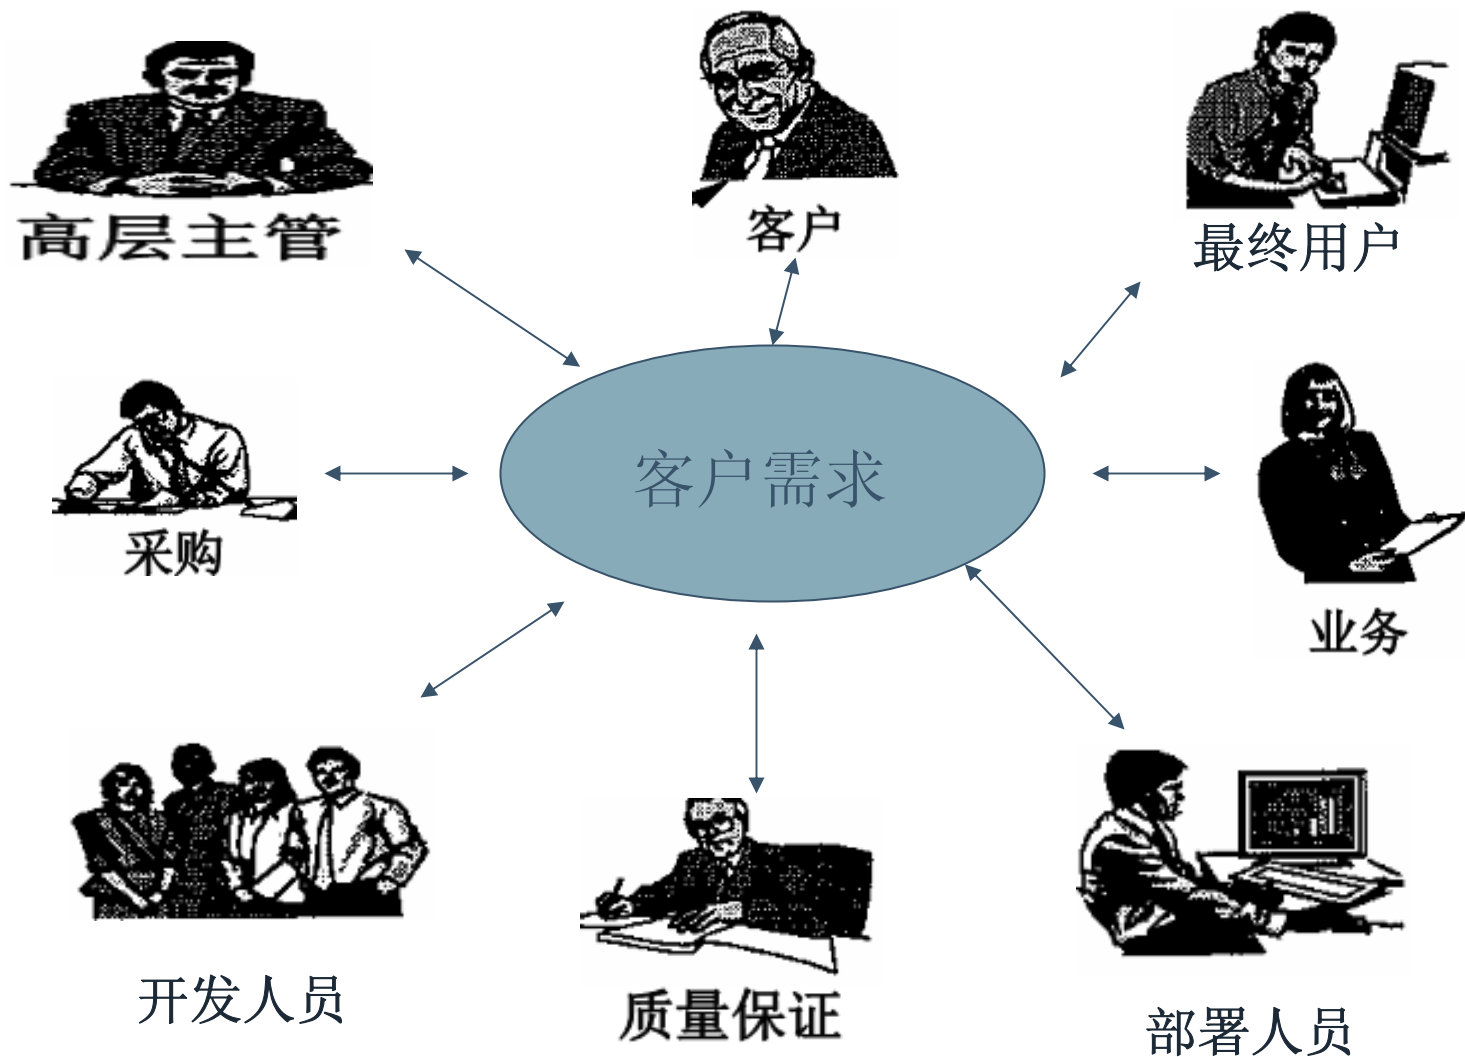 高层主管
客户
最终用户
采购
客户需求
业务
开发人员
质量保证
部署人员